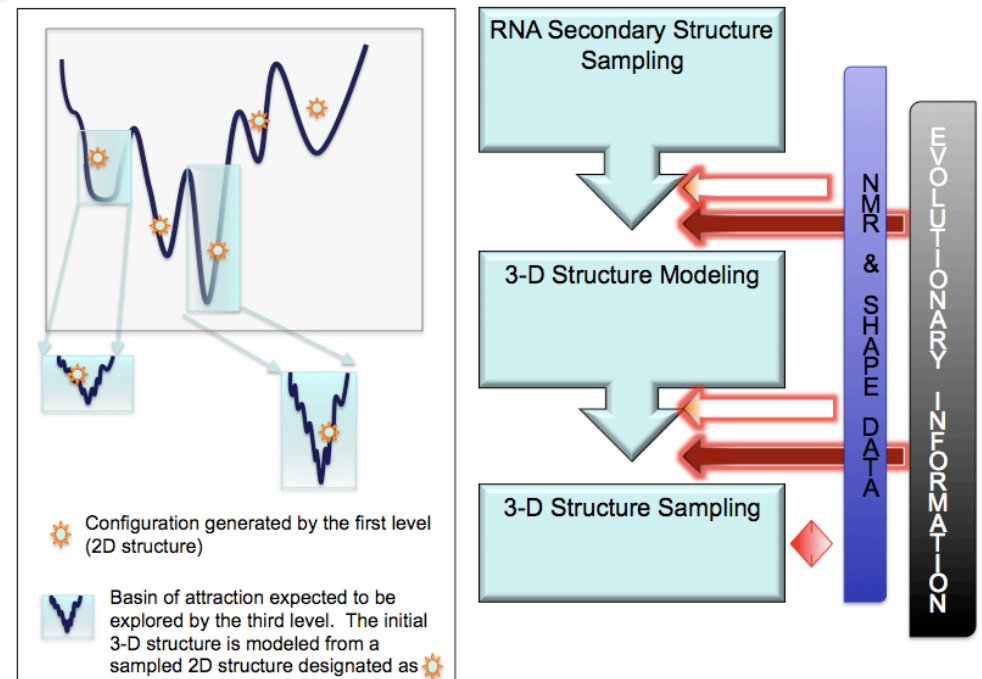 RNA Secondary Structure
Sampling
3-D Structure Modeling
3-D Structure Sampling
NMR & SHAPE DATA
EVOLUTIONARY INFORMATION
Configuration generated by the first level
(2D structure)
Basin of attraction expected to be
explored by the third level. The initial
3-D structure is modeled from a
sampled 2D structure designated as